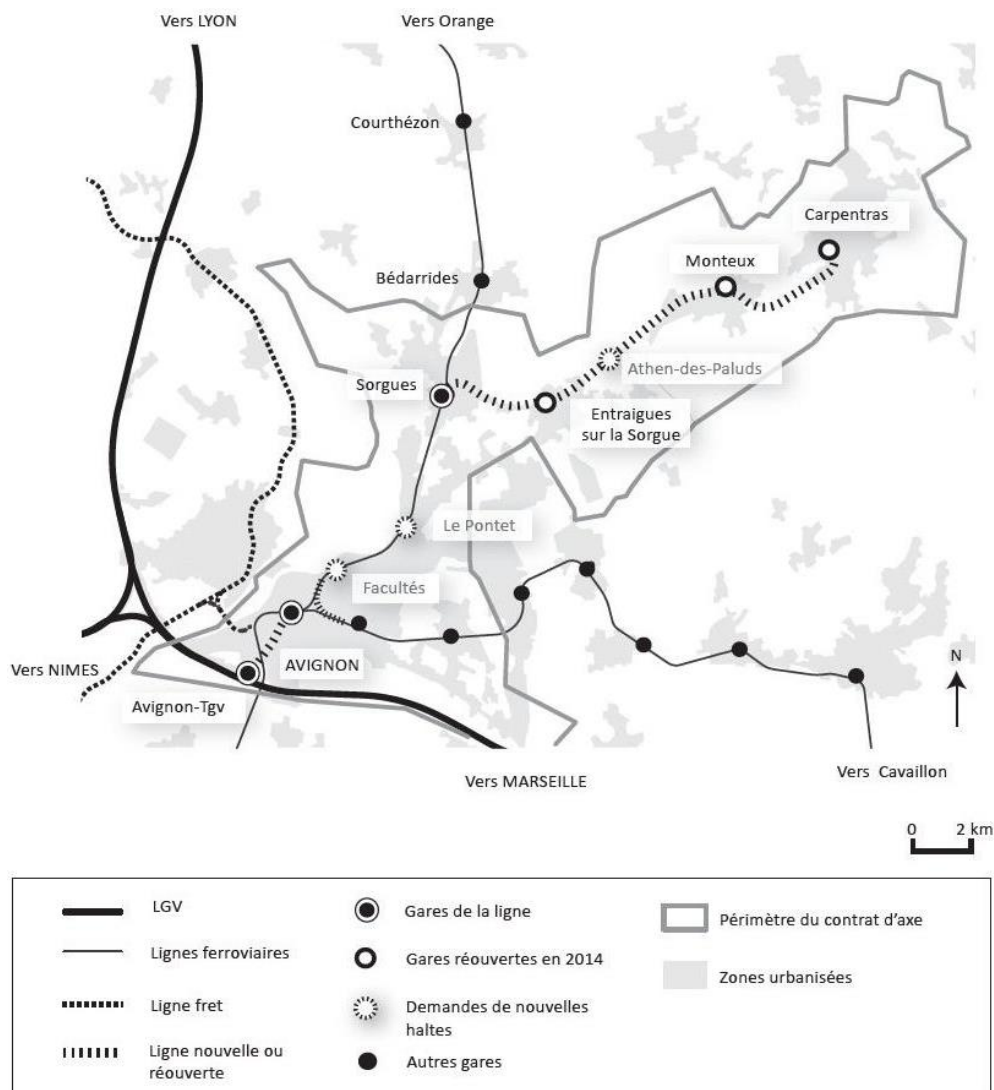 Vers LYON
Vers Orange
Courthézon
Carpentras
Monteux
Bédarrides
Athen-des-Paluds
Sorgues
Entraigues
sur la Sorgue
Le Pontet
Facultés
Vers NIMES
AVIGNON
N
Avignon-Tgv
Vers MARSEILLE
Vers Cavaillon
0 2 km
LGV
Lignes ferroviaires
Ligne fret
Ligne nouvelle ou
réouverte
Gares de la ligne
Gares réouvertes en 2014
Demandes de nouvelles
haltes
Autres gares
Périmètre du contrat d'axe
Zones urbanisées